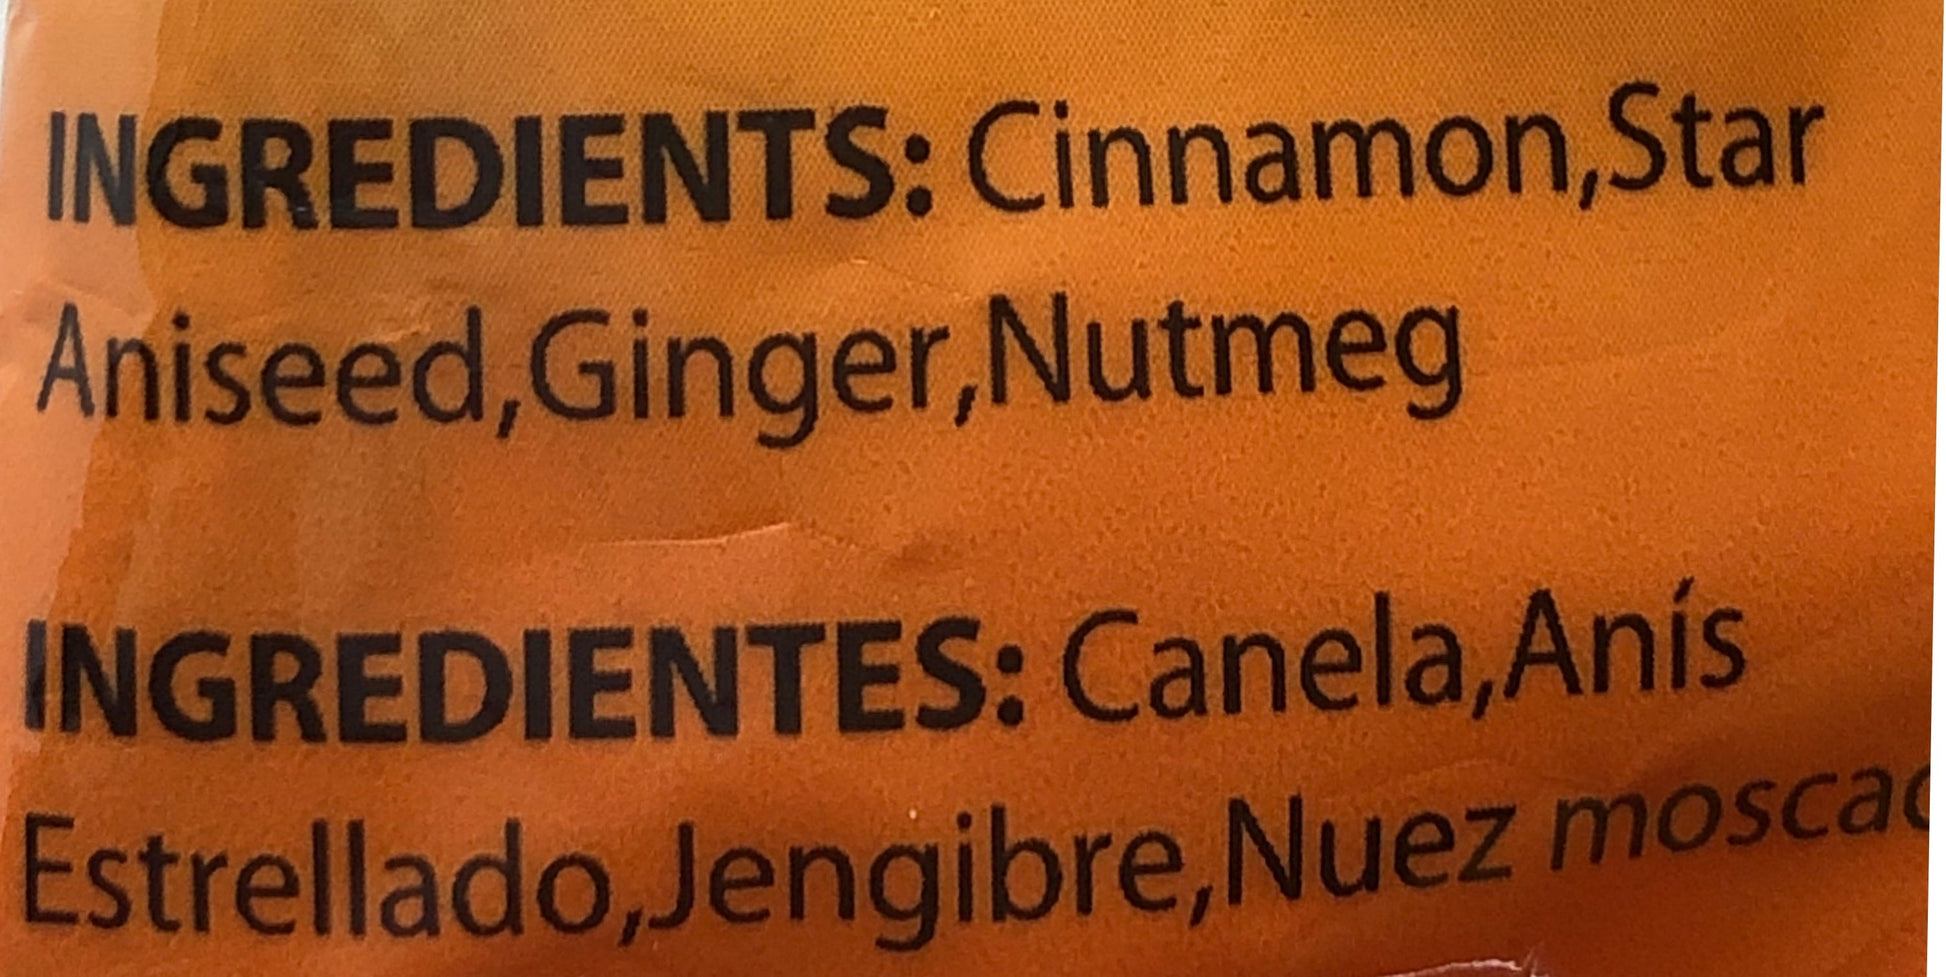 INGREDIENTS: Cinnamon,Star
Aniseed,Ginger,Nutmeg
INGREDIENTES: Canela,Anís
Estrellado,Jengibre,Nuez